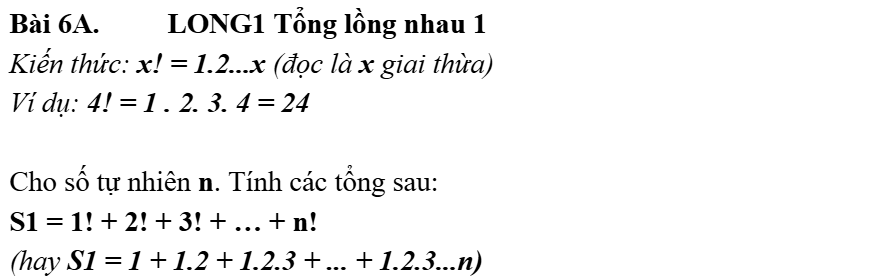 Bài 6A. LONG1 Tổng lồng nhau 1
Kiến thức: x! = 1.2...x (đọc là x giai thừa)
Ví dụ: 4! = 1 . 2. 3. 4 = 24
Cho số tự nhiên n. Tính các tổng sau:
S1 = 1! + 2! + 3! + … + n!
(hay S1 = 1 + 1.2 + 1.2.3 + ... + 1.2.3...n)